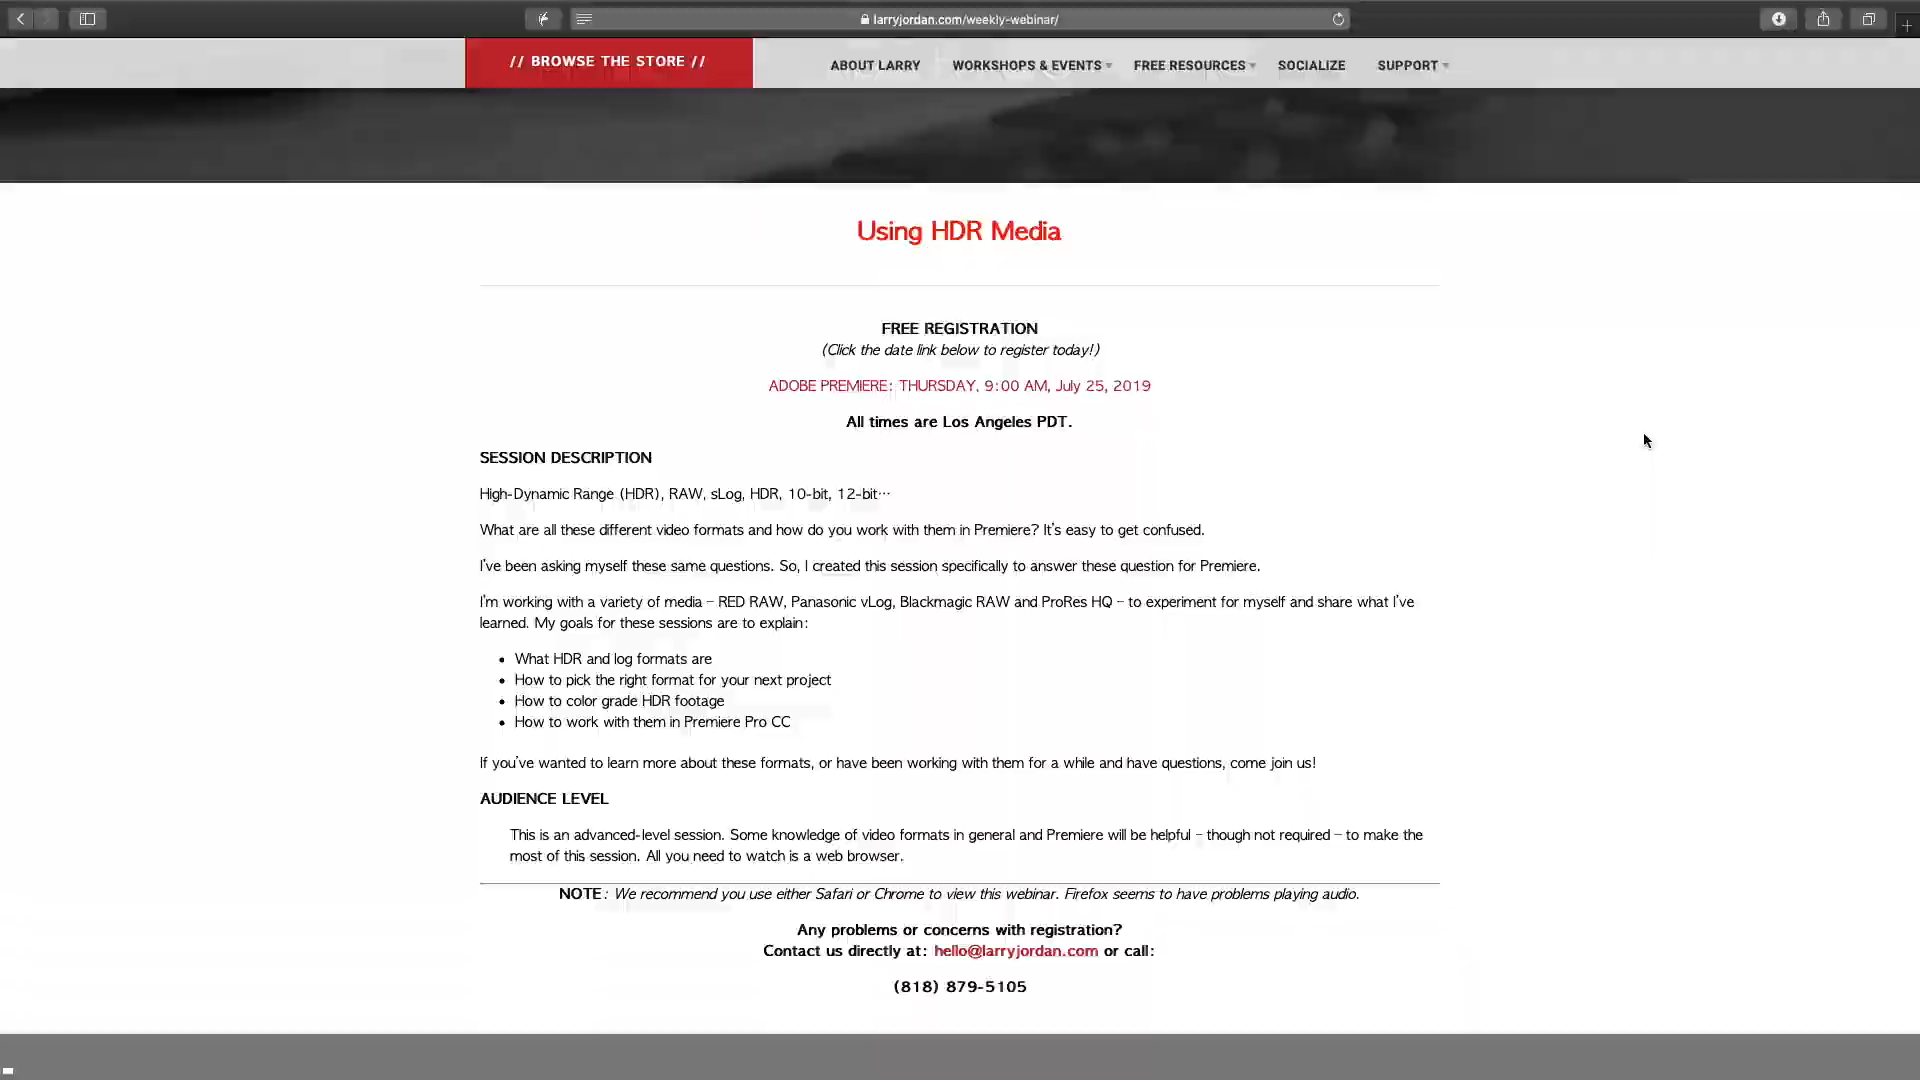 larryjordan.com/weekly-webinar/
// BROWSE THE STORE //
ABOUT LARRY WORKSHOPS & EVENTS FREE RESOURCES SOCIALIZE SUPPORT
Using HDR Media
FREE REGISTRATION
(Click the date link below to register today!)
ADOBE PREMIERE: THURSDAY, 9:00 AM, July 25, 2019
All times are Los Angeles PDT.
SESSION DESCRIPTION
High-Dynamic Range (HDR), RAW, sLog, HDR, 10-bit, 12-bit…
What are all these different video formats and how do you work with them in Premiere? It's easy to get confused.
I've been asking myself these same questions. So, I created this session specifically to answer these question for Premiere.
I'm working with a variety of media – RED RAW, Panasonic vLog, Blackmagic RAW and ProRes HQ – to experiment for myself and share what I've
learned. My goals for these sessions are to explain:
• What HDR and log formats are
• How to pick the right format for your next project
• How to color grade HDR footage
• How to work with them in Premiere Pro CC
If you've wanted to learn more about these formats, or have been working with them for a while and have questions, come join us!
AUDIENCE LEVEL
This is an advanced-level session. Some knowledge of video formats in general and Premiere will be helpful – though not required – to make the
most of this session. All you need to watch is a web browser.
NOTE: We recommend you use either Safari or Chrome to view this webinar. Firefox seems to have problems playing audio.
Any problems or concerns with registration?
Contact us directly at: hello@larryjordan.com or call:
(818) 879-5105